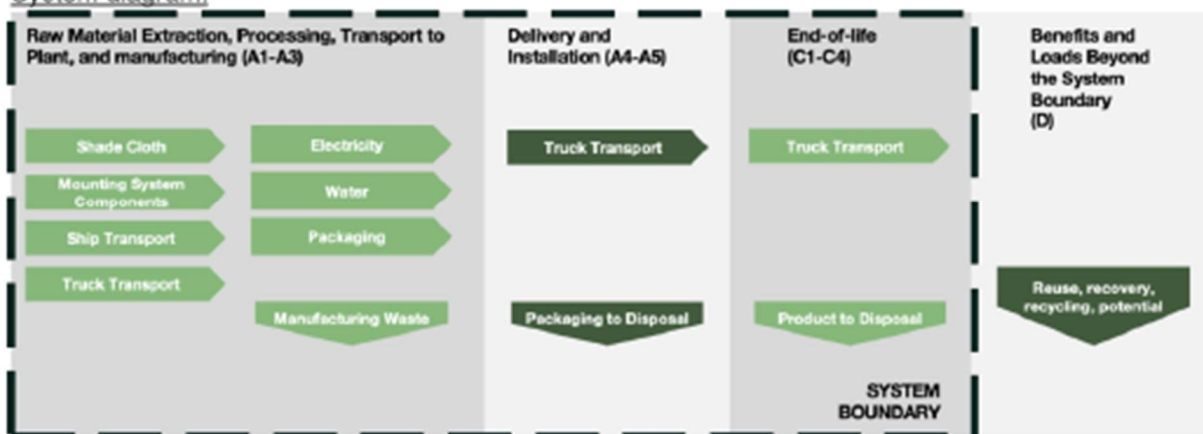 System diagram
Raw Material Extraction, Processing, Transport to
Plant, and manufacturing (A1-A3)
Shade Cloth
Mounting System
Components
Ship Transport
Truck Transport
Electricity
Water
Packaging
Manufacturing Waste
Delivery and
Installation (A4-A5)
Truck Transport
Packaging to Disposal
End-of-life
(C1-C4)
Truck Transport
Product to Disposal
SYSTEM
BOUNDARY
Benefits and
Loads Beyond
the System
Boundary
(D)
Reuse, recovery,
recycling, potential